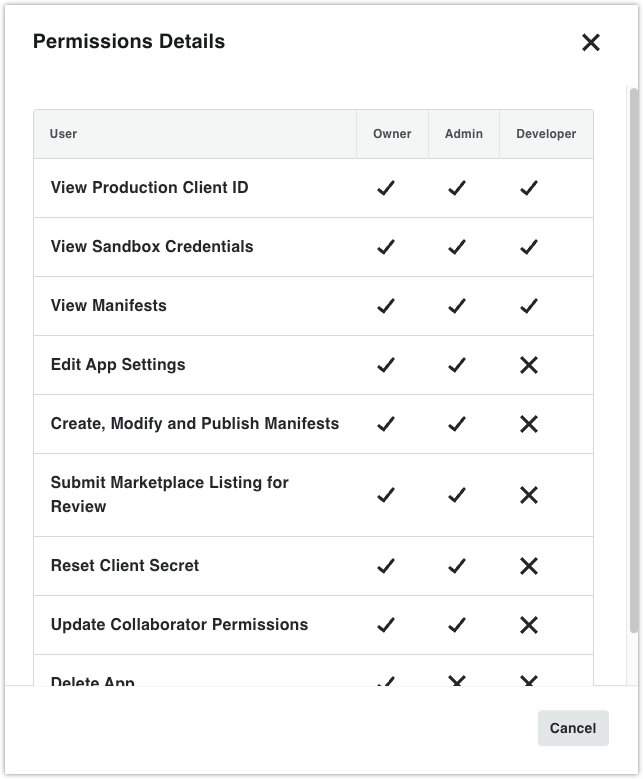 Permissions Details
User Owner Admin Developer
View Production Client ID
View Sandbox Credentials
View Manifests
Edit App Settings
Create, Modify and Publish Manifests
Submit Marketplace Listing for
Review
Reset Client Secret
Update Collaborator Permissions
Delete App
Cancel